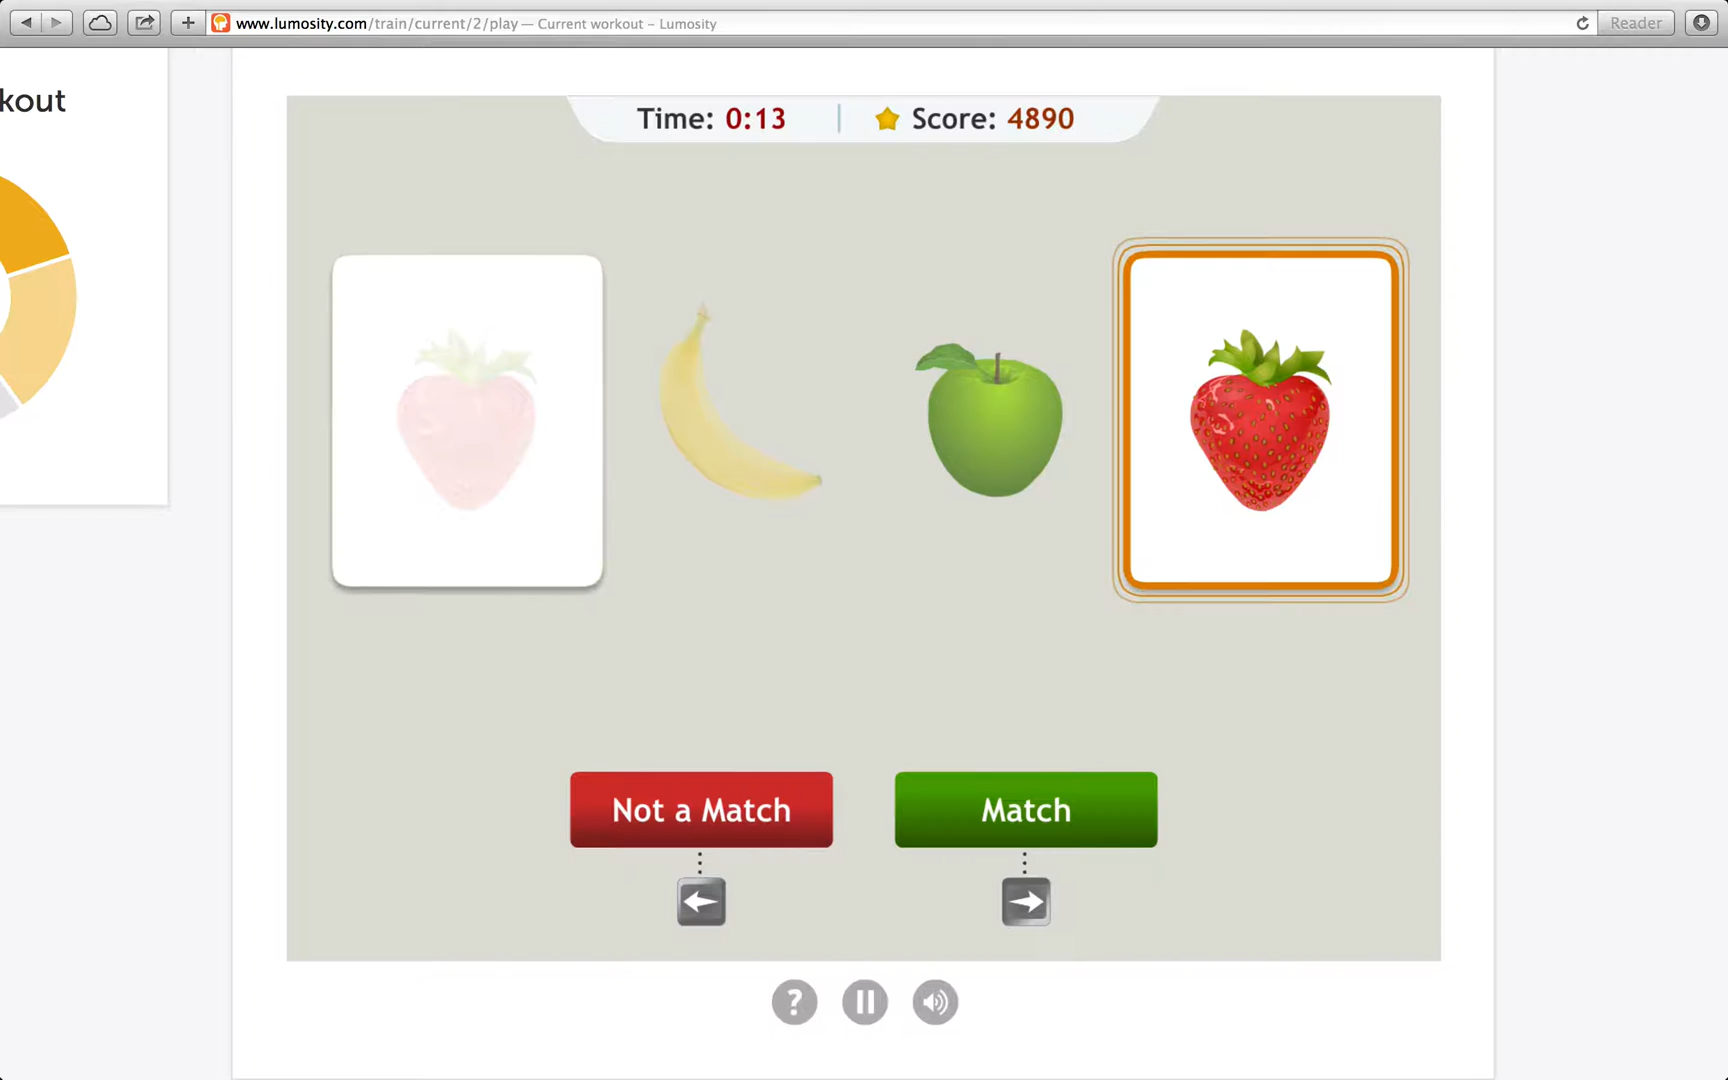 www.lumosity.com/train/current/2/play — Current workout – Lumosity
Reader
kout
Time: 0:13
Score: 4890
Not a Match
Match
?